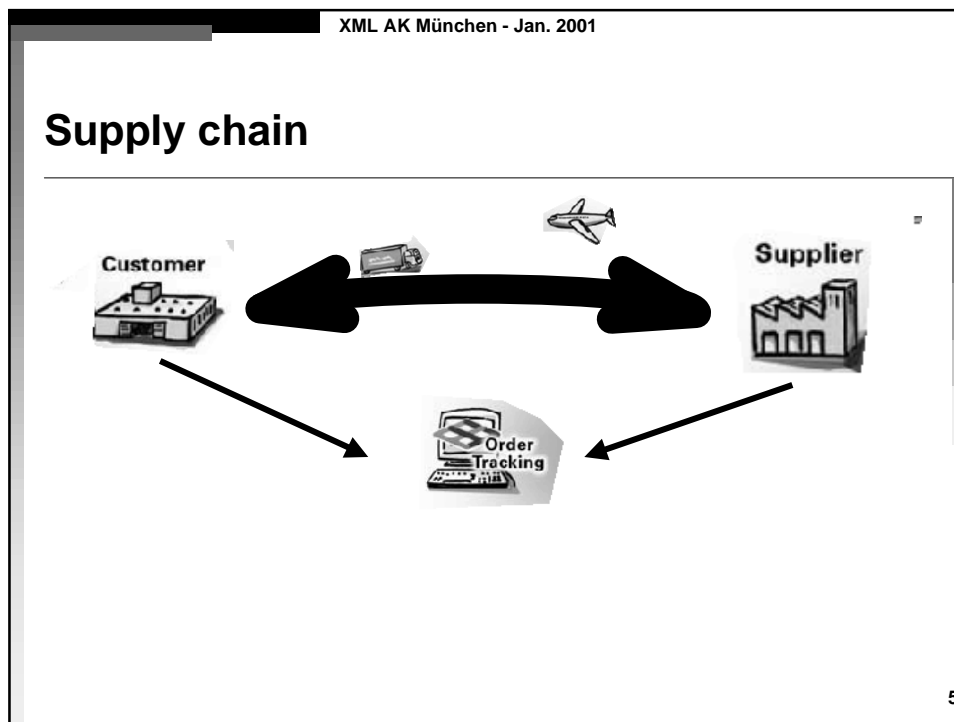 XML AK München - Jan. 2001
Supply chain
Customer
Supplier
Order
Tracking
5